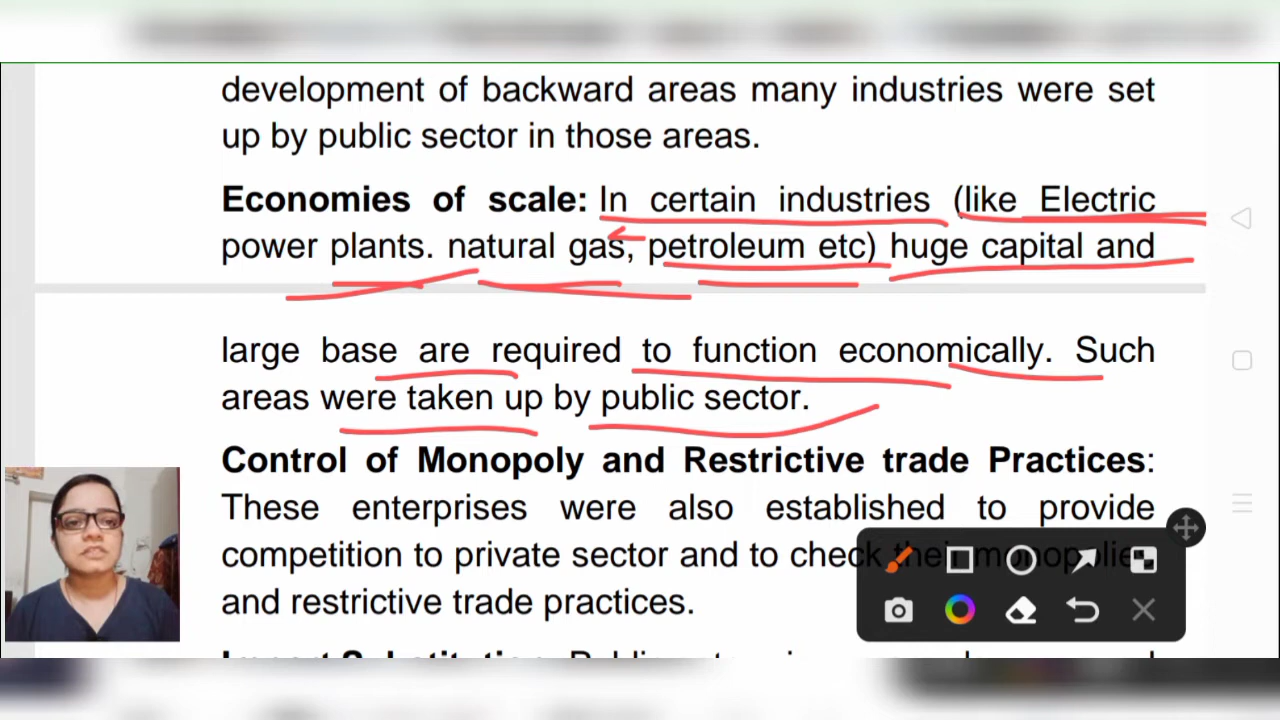 development of backward areas many industries were set
up by public sector in those areas.
Economies of scale: In certain industries (like Electric
power plants. natural gas, petroleum etc) huge capital and
large base are required to function economically. Such
areas were taken up by public sector.
Control of Monopoly and Restrictive trade Practices:
These enterprises were also established to provide
competition to private sector and to check their monopolies
and restrictive trade practices.